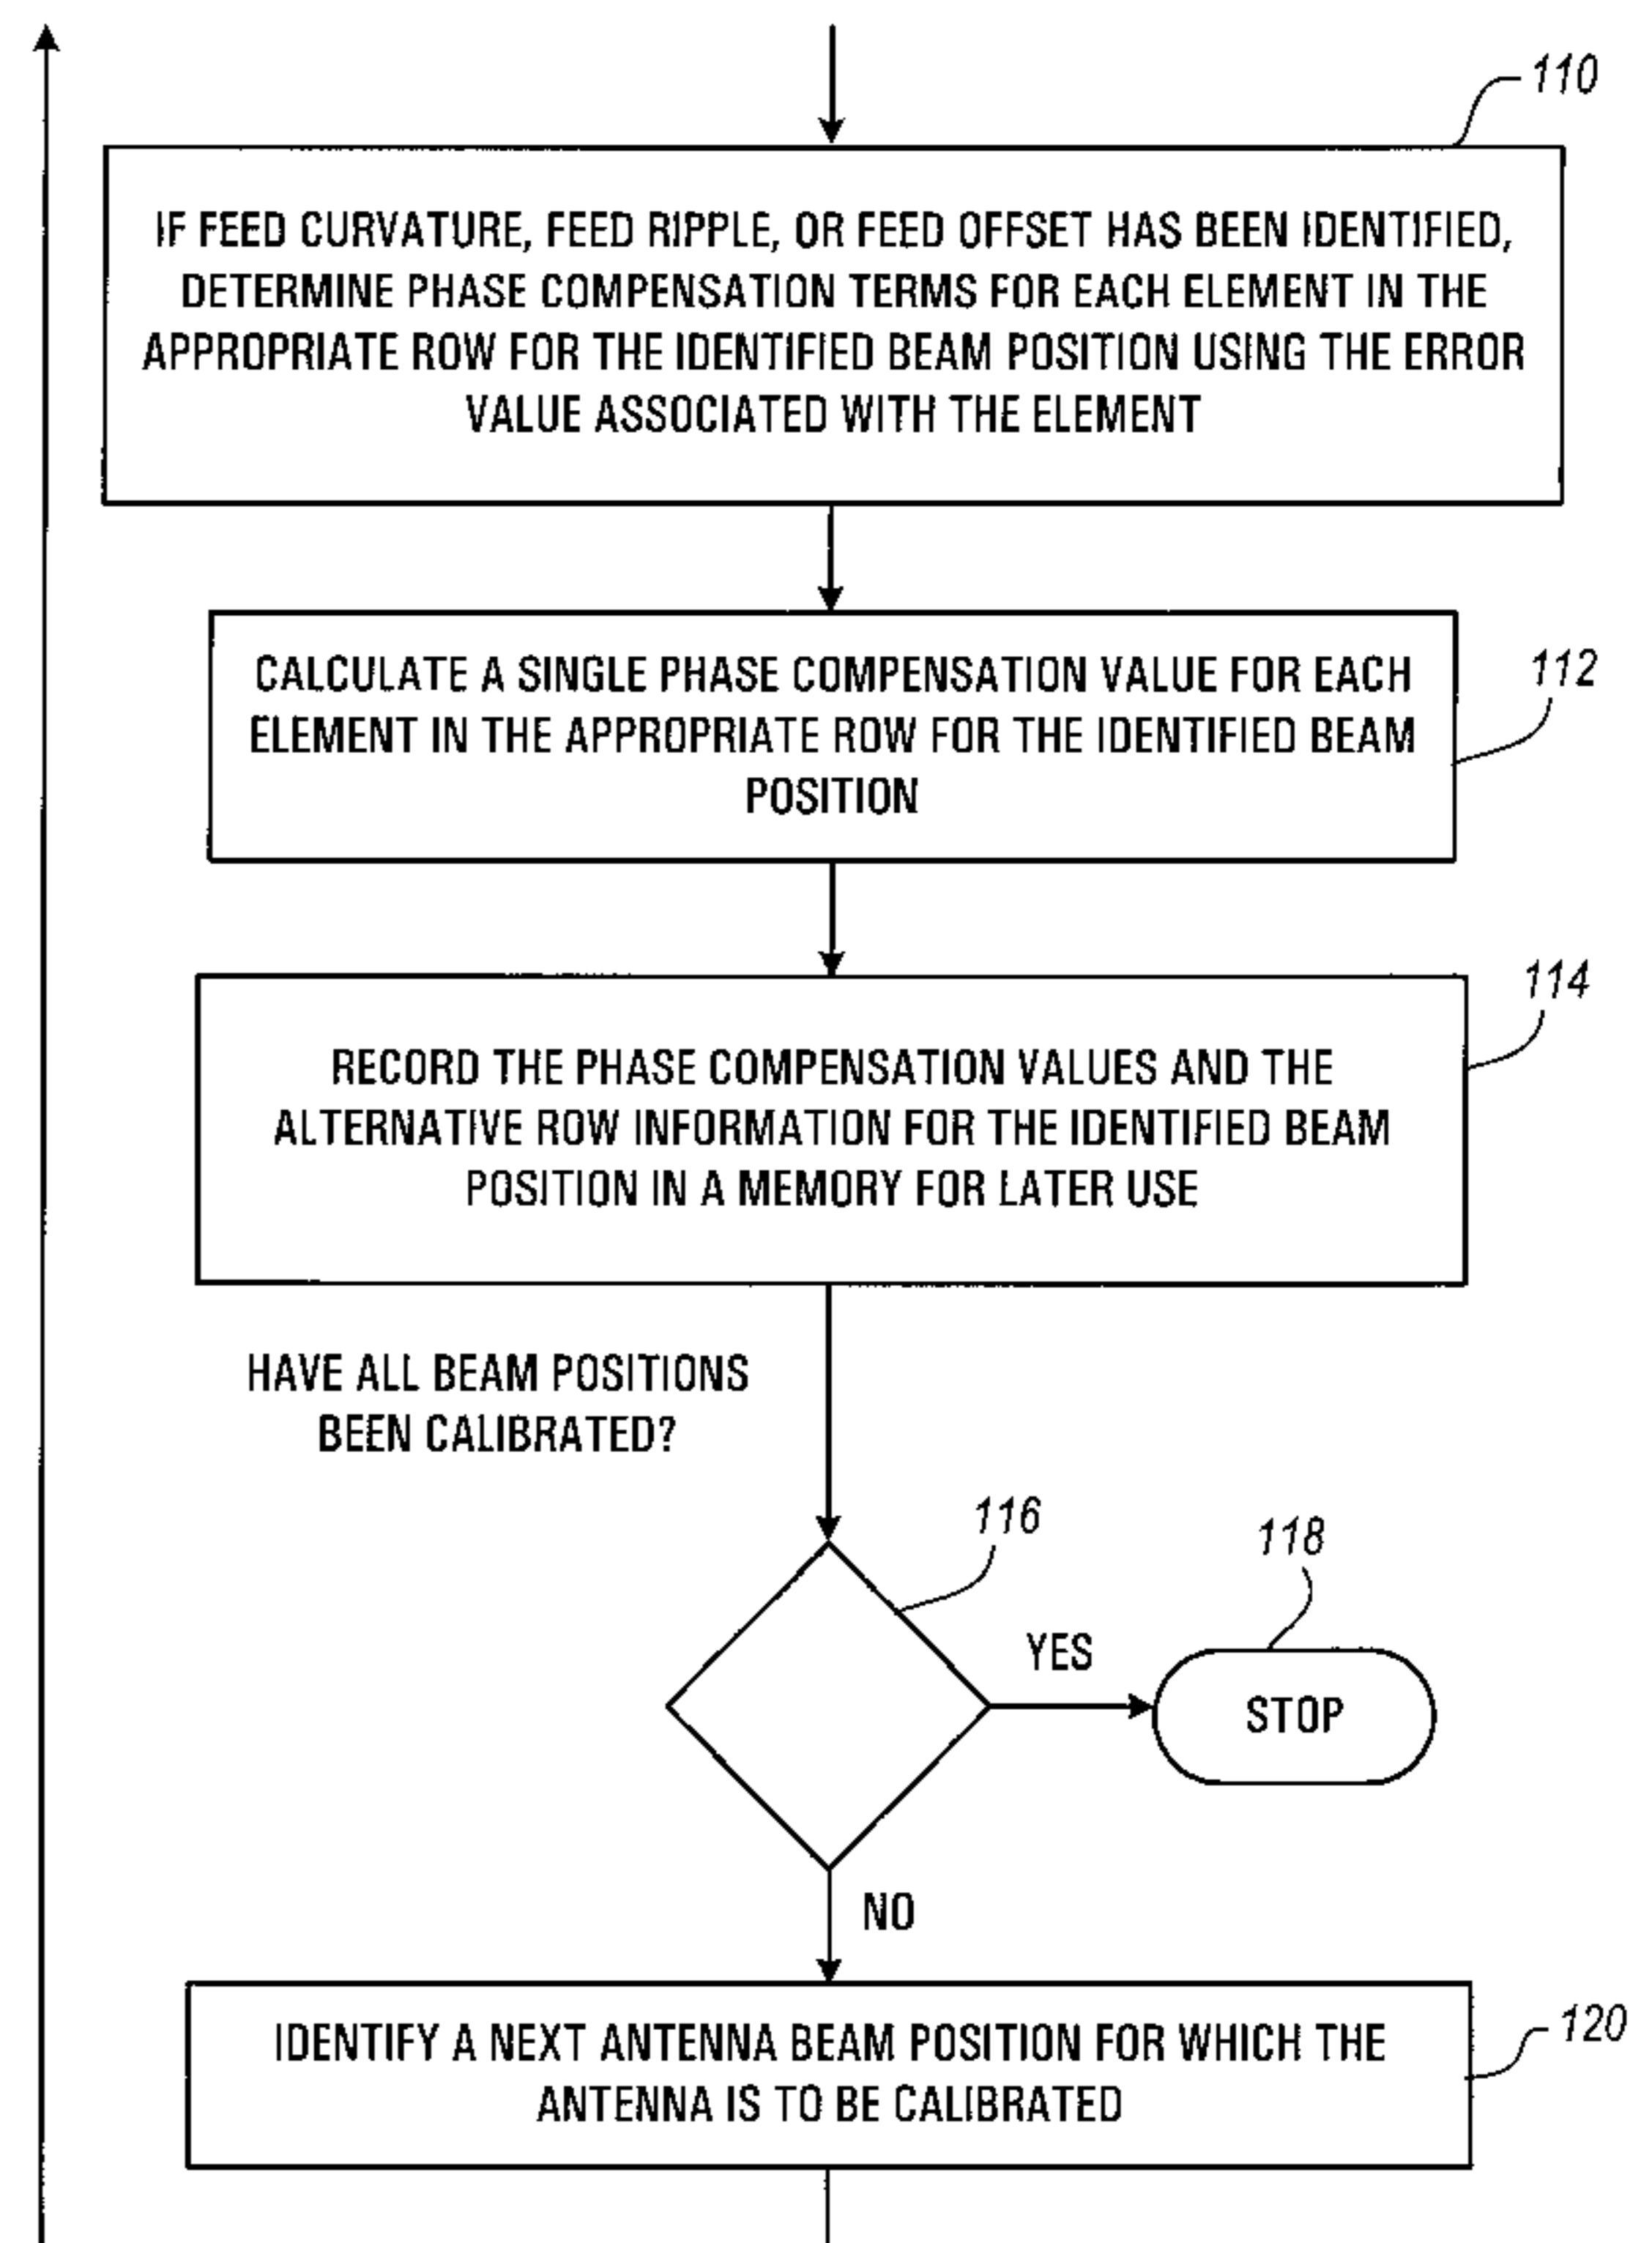 110
IF FEED CURVATURE, FEED RIPPLE, OR FEED OFFSET HAS BEEN IDENTIFIED,
DETERMINE PHASE COMPENSATION TERMS FOR EACH ELEMENT IN THE
APPROPRIATE ROW FOR THE IDENTIFIED BEAM POSITION USING THE ERROR
VALUE ASSOCIATED WITH THE ELEMENT
112
CALCULATE A SINGLE PHASE COMPENSATION VALUE FOR EACH
ELEMENT IN THE APPROPRIATE ROW FOR THE IDENTIFIED BEAM
POSITION
114
RECORD THE PHASE COMPENSATION VALUES AND THE
ALTERNATIVE ROW INFORMATION FOR THE IDENTIFIED BEAM
POSITION IN A MEMORY FOR LATER USE
HAVE ALL BEAM POSITIONS
BEEN CALIBRATED?
116
118
YES
STOP
NO
120
IDENTIFY A NEXT ANTENNA BEAM POSITION FOR WHICH THE
ANTENNA IS TO BE CALIBRATED